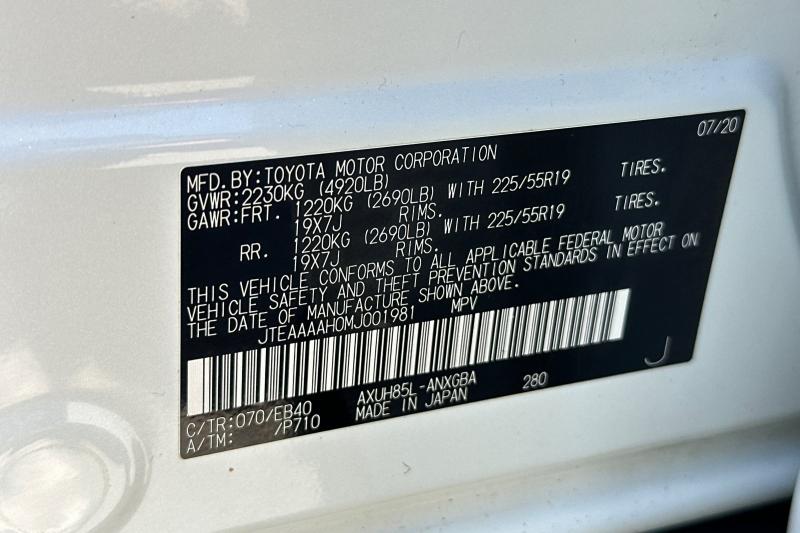 07/20
MFD.BY:TOYOTA MOTOR CORPORATION
GVWR:2230KG (4920LB)
GAWR:FRT. 1220KG (2690LB) WITH 225/55R19 TIRES.
19X7J RIMS.
RR. 1220KG (2690LB) WITH 225/55R19 TIRES.
19X7J RIMS.
THIS VEHICLE CONFORMS TO ALL APPLICABLE FEDERAL MOTOR
VEHICLE SAFETY AND THEFT PREVENTION STANDARDS IN EFFECT ON
THE DATE OF MANUFACTURE SHOWN ABOVE.
JTEAAAAH0MJ001981 MPV
C/TR:070/EB40 AXUH85L-ANXGBA 280 J
A/TM: /P710 MADE IN JAPAN